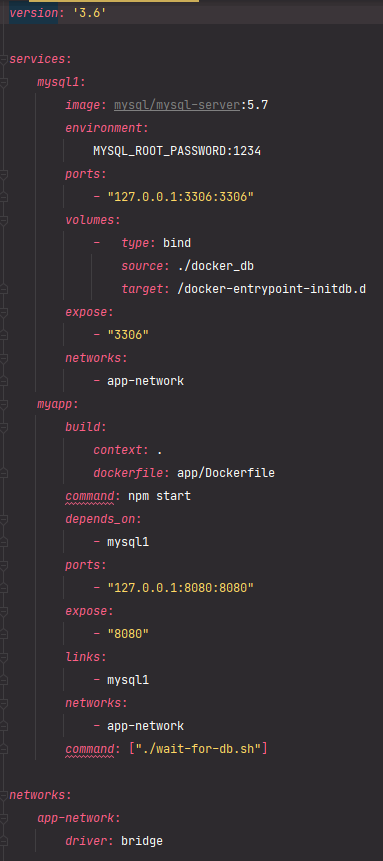 version: '3.6'
services:
    mysql1:
        image: mysql/mysql-server:5.7
        environment:
            MYSQL_ROOT_PASSWORD:1234
        ports:
            - "127.0.0.1:3306:3306"
        volumes:
            -   type: bind
                source: ./docker_db
                target: /docker-entrypoint-initdb.d
        expose:
            - "3306"
        networks:
            - app-network
    myapp:
        build:
            context: .
            dockerfile: app/Dockerfile
        command: npm start
        depends_on:
            - mysql1
        ports:
            - "127.0.0.1:8080:8080"
        expose:
            - "8080"
        links:
            - mysql1
        networks:
            - app-network
        command: ["./wait-for-db.sh"]
networks:
    app-network:
        driver: bridge